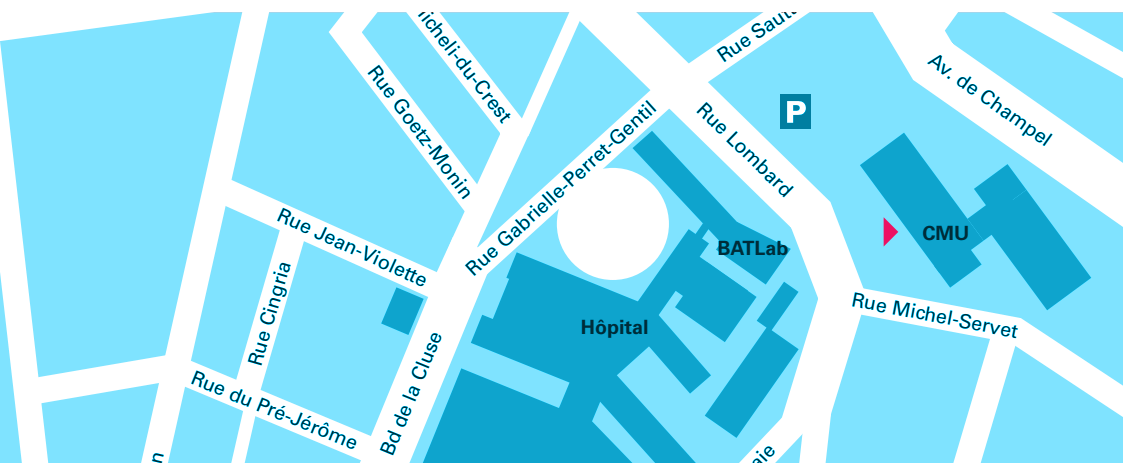 Rue Goetz-Monin
Rue Gabrielle-Perret-Gentil
Rue Lombard
P
Av. de Champel
Rue Jean-Violette
Rue Cingria
BATLab
CMU
Hôpital
Rue Michel-Servet
Rue du Pré-Jérôme
Bd de la Cluse
Rue